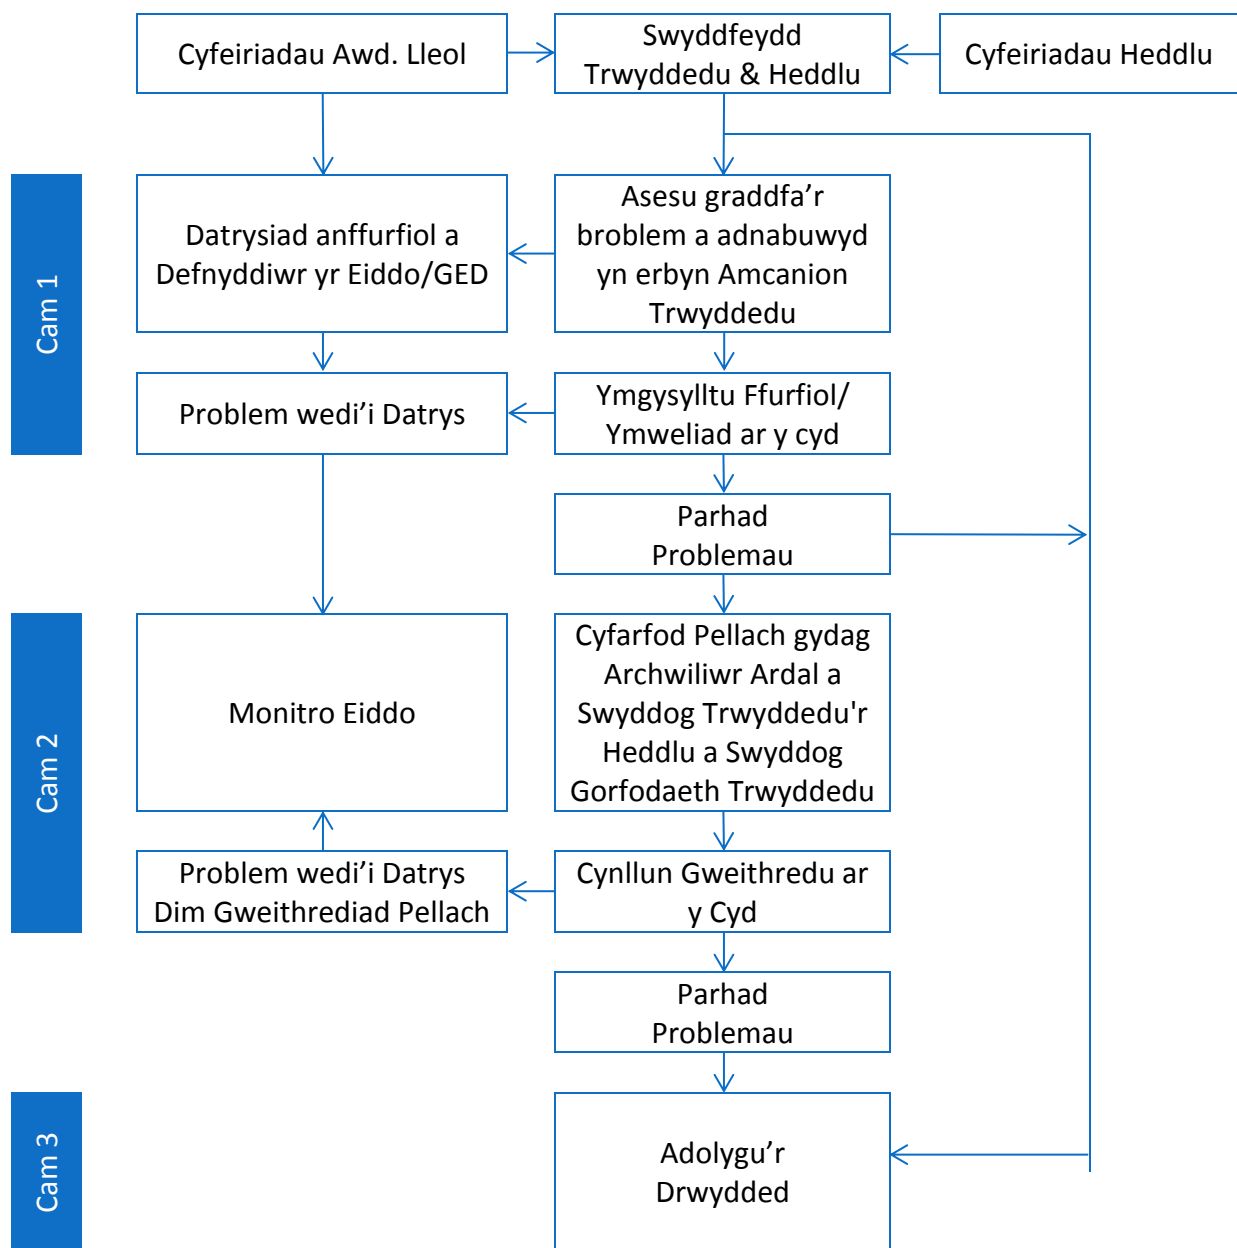 Cyfeiriadau Awd. Lleol
Swyddfeydd
Trwyddedu & Heddlu
Cyfeiriadau Heddlu
Cam 1
Datrysiad anffurfiol a
Defnyddiwr yr Eiddo/GED
Asesu graddfa’r
broblem a adnabuwyd
yn erbyn Amcanion
Trwyddedu
Problem wedi’i Datrys
Ymgysylltu Ffurfiol/
Ymweliad ar y cyd
Parhad
Problemau
Cam 2
Monitro Eiddo
Cyfarfod Pellach gydag
Archwiliwr Ardal a
Swyddog Trwyddedu'r
Heddlu a Swyddog
Gorfodaeth Trwyddedu
Problem wedi’i Datrys
Dim Gweithrediad Pellach
Cynllun Gweithredu ar
y Cyd
Parhad
Problemau
Cam 3
Adolygu’r
Drwydded